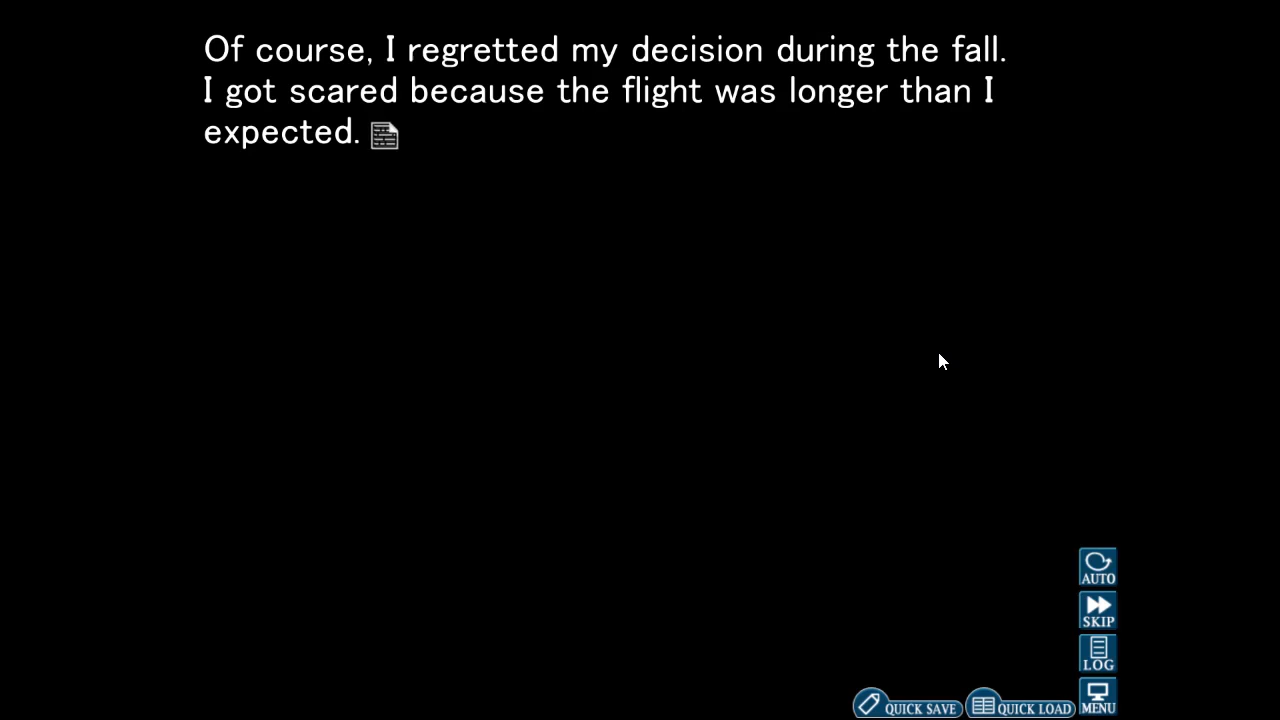 Of course, I regretted my decision during the fall.
I got scared because the flight was longer than I
expected.
AUTO
SKIP
LOG
MENU
QUICK SAVE
QUICK LOAD